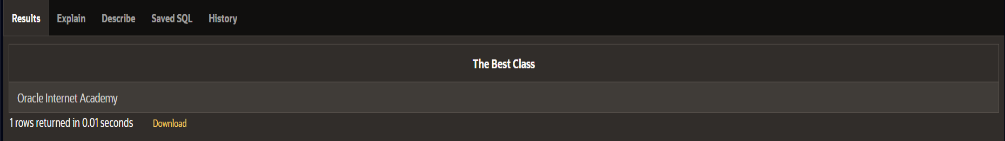 Results Explain Describe Saved SQL History
The Best Class
Oracle Internet Academy
1 rows returned in 0.01 seconds Download